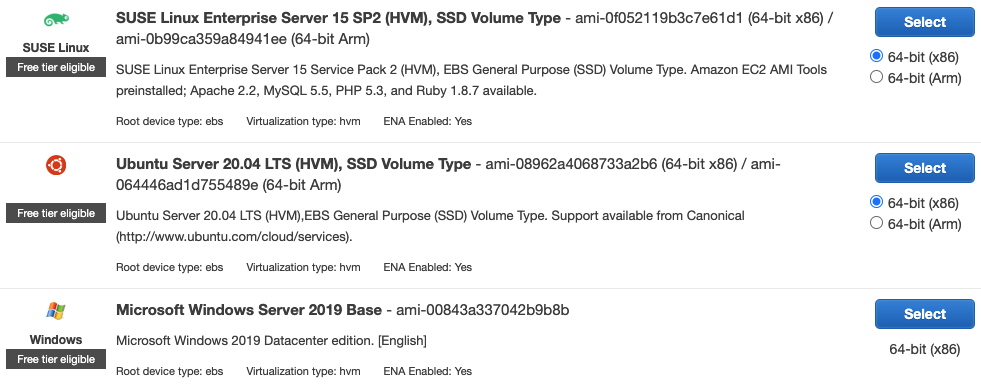 SUSE Linux Enterprise Server 15 SP2 (HVM), SSD Volume Type - ami-0f052119b3c7e61d1 (64-bit x86) /
ami-0b99ca359a84941ee (64-bit Arm)
Select
SUSE Linux
Free tier eligible
64-bit (x86)
64-bit (Arm)
SUSE Linux Enterprise Server 15 Service Pack 2 (HVM), EBS General Purpose (SSD) Volume Type. Amazon EC2 AMI Tools
preinstalled; Apache 2.2, MySQL 5.5, PHP 5.3, and Ruby 1.8.7 available.
Root device type: ebs Virtualization type: hvm ENA Enabled: Yes
Ubuntu Server 20.04 LTS (HVM), SSD Volume Type - ami-08962a4068733a2b6 (64-bit x86) / ami-
064446ad1d755489e (64-bit Arm)
Select
Free tier eligible
64-bit (x86)
64-bit (Arm)
Ubuntu Server 20.04 LTS (HVM),EBS General Purpose (SSD) Volume Type. Support available from Canonical
(http://www.ubuntu.com/cloud/services).
Root device type: ebs Virtualization type: hvm ENA Enabled: Yes
Microsoft Windows Server 2019 Base - ami-00843a337042b9b8b
Select
Windows
Free tier eligible
Microsoft Windows 2019 Datacenter edition. [English]
64-bit (x86)
Root device type: ebs Virtualization type: hvm ENA Enabled: Yes